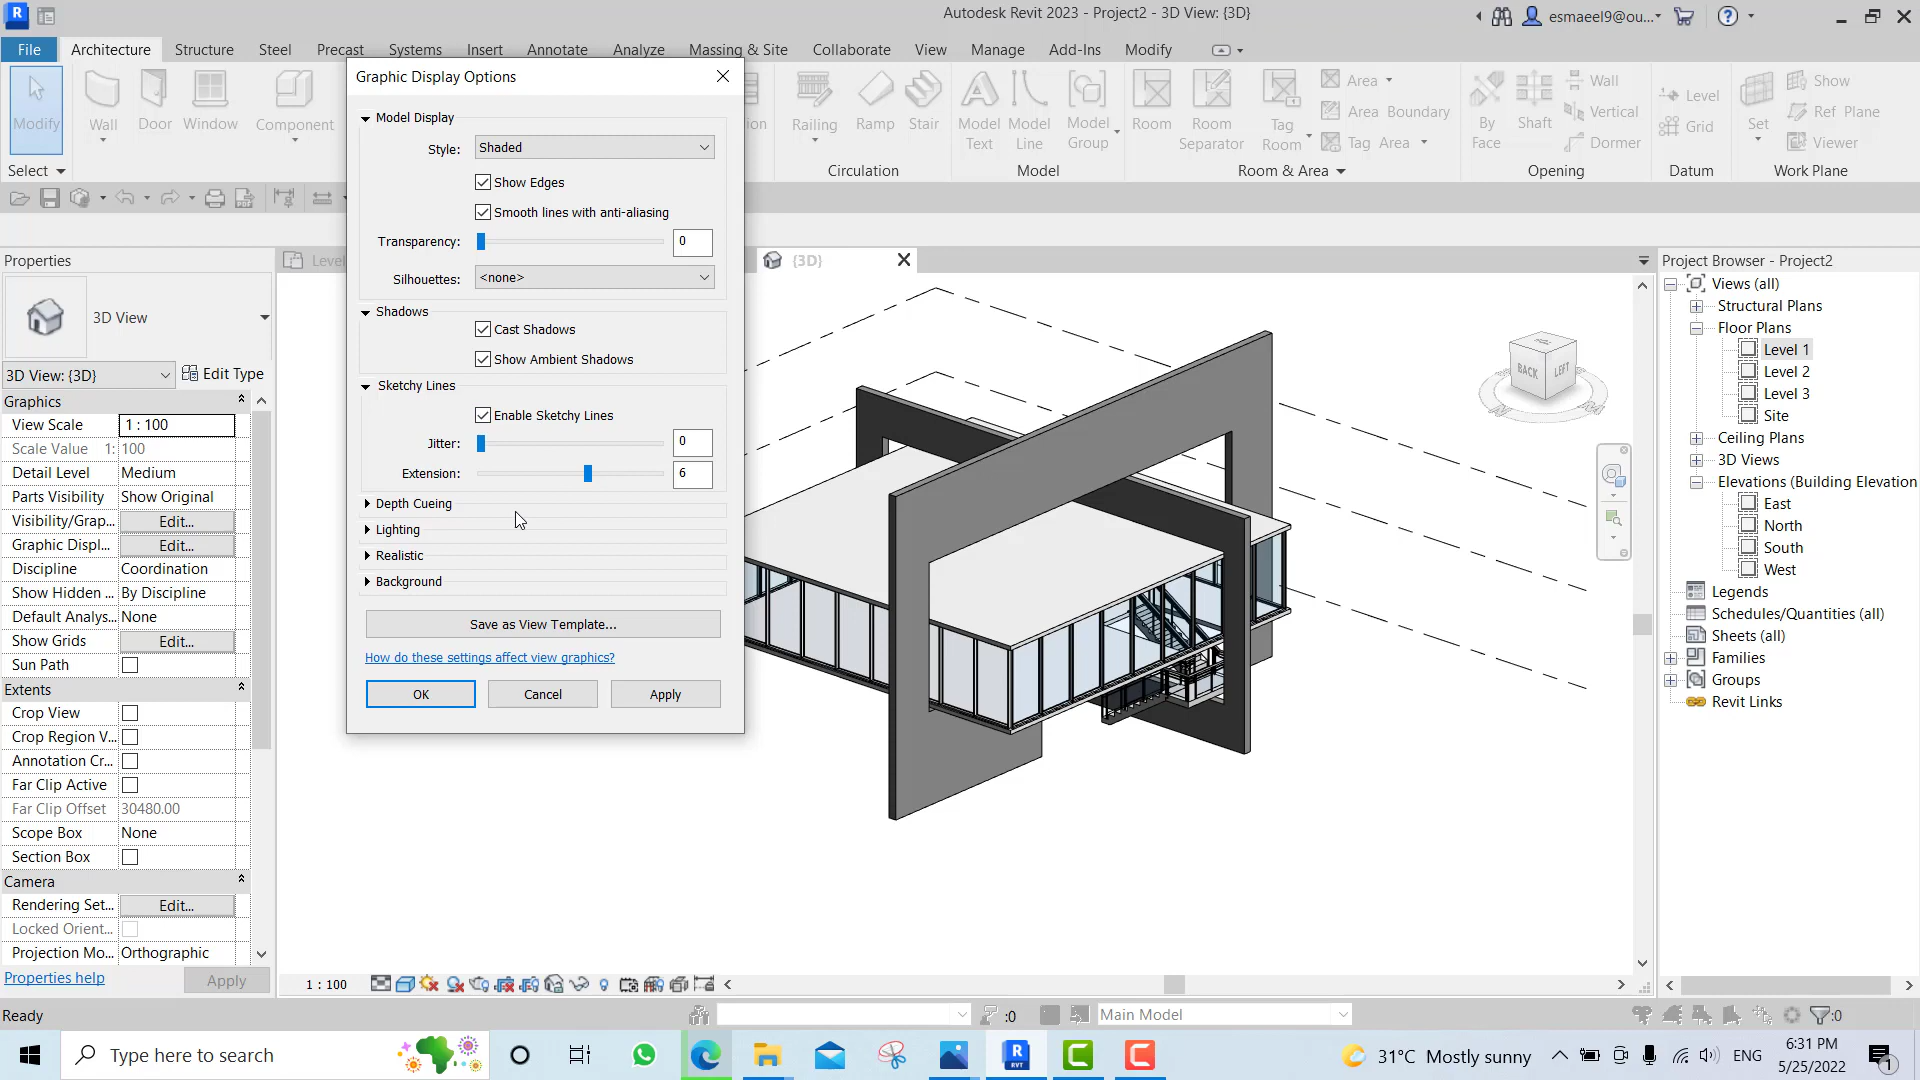 Autodesk Revit 2023 - Project2 - 3D View: {3D}
esmaeel9@ou...
File Architecture Structure Steel Precast Systems Insert Annotate Analyze Massing & Site Collaborate View Manage Add-Ins Modify
Modify
Wall
Door
Window
Component
Railing
Ramp
Stair
Model Text
Model Line
Model Group
Room
Room Separator
Tag Room
Area
Area Boundary
Tag Area
By Face
Shaft
Wall
Vertical
Dormer
Level
Grid
Set
Show
Ref Plane
Viewer
Select
Circulation
Model
Room & Area
Opening
Datum
Work Plane
Graphic Display Options
Model Display
Style: Shaded
Show Edges
Smooth lines with anti-aliasing
Transparency: 0
Silhouettes: <none>
Shadows
Cast Shadows
Show Ambient Shadows
Sketchy Lines
Enable Sketchy Lines
Jitter: 0
Extension: 6
Depth Cueing
Lighting
Realistic
Background
Save as View Template...
How do these settings affect view graphics?
OK Cancel Apply
Properties
3D View
3D View: {3D} Edit Type
Graphics
View Scale 1 : 100
Scale Value 1: 100
Detail Level Medium
Parts Visibility Show Original
Visibility/Grap... Edit...
Graphic Displ... Edit...
Discipline Coordination
Show Hidden ... By Discipline
Default Analys... None
Show Grids Edit...
Sun Path
Extents
Crop View
Crop Region V...
Annotation Cr...
Far Clip Active
Far Clip Offset 30480.00
Scope Box None
Section Box
Camera
Rendering Set... Edit...
Locked Orient...
Projection Mo... Orthographic
Properties help Apply
Level
{3D}
BACK
LEFT
Project Browser - Project2
Views (all)
Structural Plans
Floor Plans
Level 1
Level 2
Level 3
Site
Ceiling Plans
3D Views
Elevations (Building Elevation
East
North
South
West
Legends
Schedules/Quantities (all)
Sheets (all)
Families
Groups
Revit Links
1 : 100
Ready
:0
Main Model
:0
Type here to search
31°C Mostly sunny
ENG
6:31 PM
5/25/2022
1